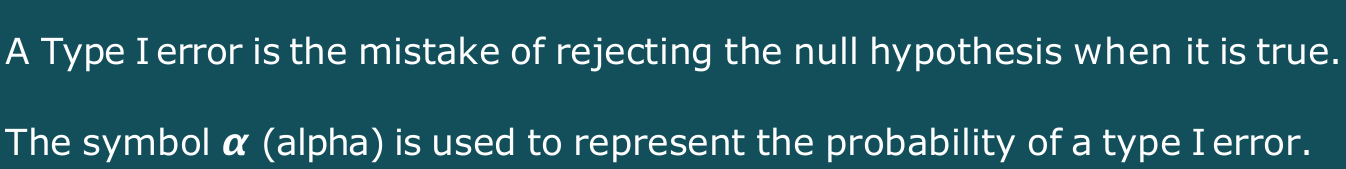 A Type I error is the mistake of rejecting the null hypothesis when it is true.
The symbol α (alpha) is used to represent the probability of a type I error.